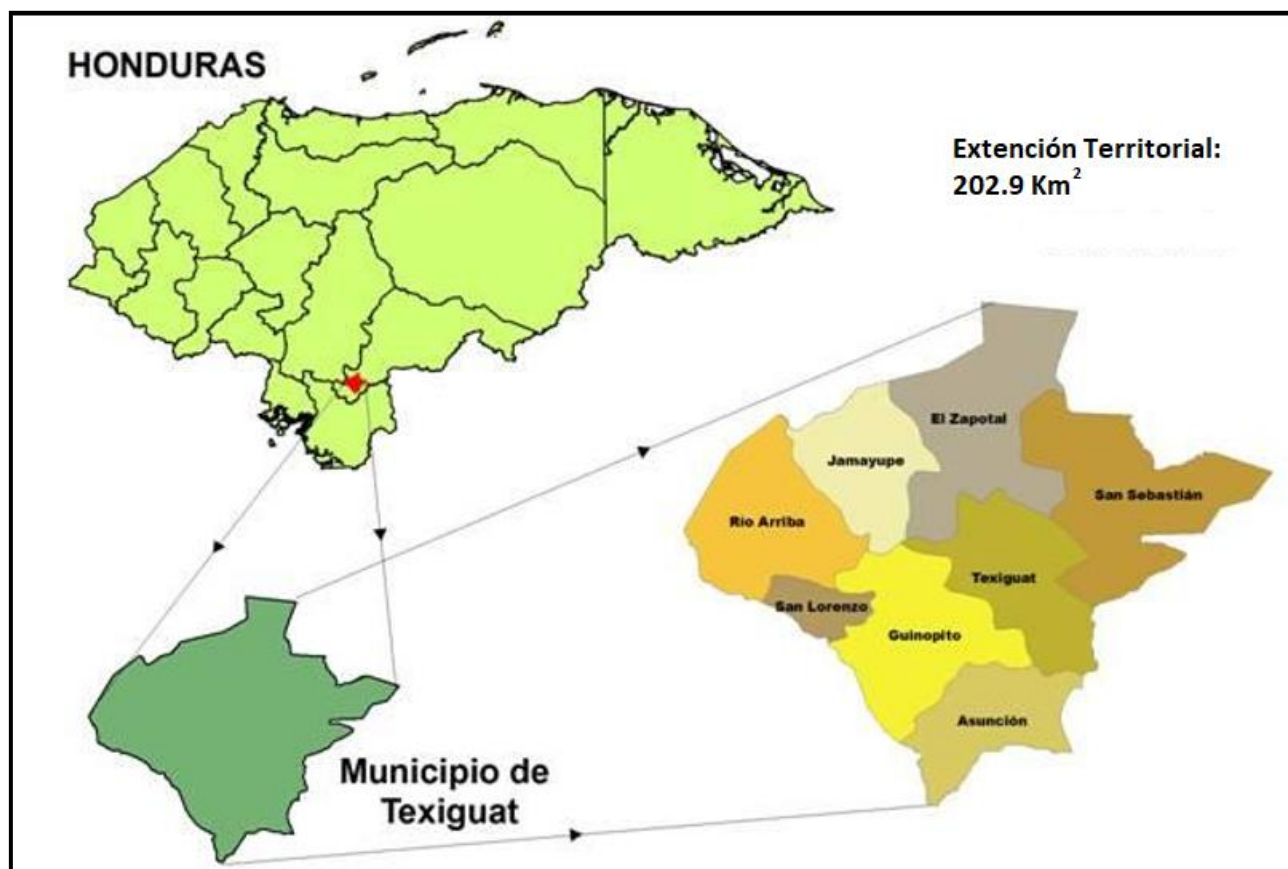 HONDURAS
Extención Territorial:
202.9 Km²
El Zapotal
Jamayupe
San Sebastián
Río Arriba
Texiguat
San Lorenzo
Guinopito
Asunción
Municipio de
Texiguat